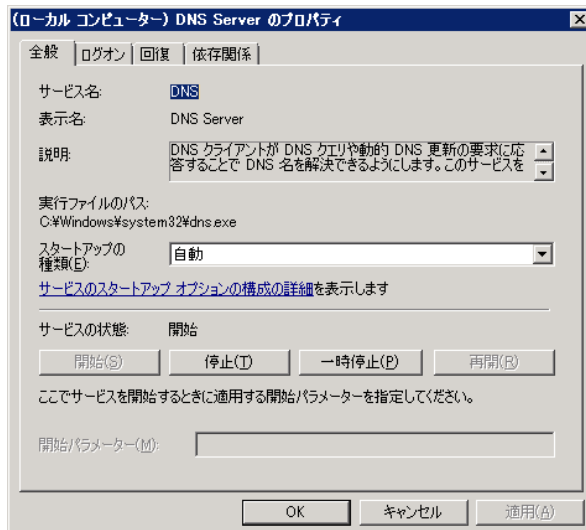 (ローカル コンピューター) DNS Server のプロパティ
全般 ログオン 回復 依存関係
サービス名: DNS
表示名: DNS Server
説明: DNS クライアントが DNS クエリや動的 DNS 更新の要求に応
答することで DNS 名を解決できるようにします。このサービスを
実行ファイルのパス:
C:¥Windows¥system32¥dns.exe
スタートアップの
種類(E): 自動
サービスのスタートアップ オプションの構成の詳細を表示します
サービスの状態: 開始
開始(S) 停止(T) 一時停止(P) 再開(R)
ここでサービスを開始するときに適用する開始パラメーターを指定してください。
開始パラメーター(M):
OK キャンセル 適用(A)